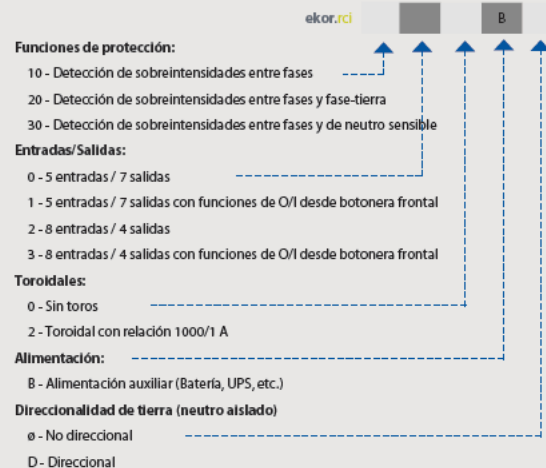 ekor.rci
B
Funciones de protección:
10 - Detección de sobreintensidades entre fases
20 - Detección de sobreintensidades entre fases y fase-tierra
30 - Detección de sobreintensidades entre fases y de neutro sensible
Entradas/Salidas:
0 - 5 entradas / 7 salidas
1 - 5 entradas / 7 salidas con funciones de O/I desde botonera frontal
2 - 8 entradas / 4 salidas
3 - 8 entradas / 4 salidas con funciones de O/I desde botonera frontal
Toroidales:
0 - Sin toros
2 - Toroidal con relación 1000/1 A
Alimentación:
B - Alimentación auxiliar (Batería, UPS, etc.)
Direccionalidad de tierra (neutro aislado)
ø - No direccional
D - Direccional